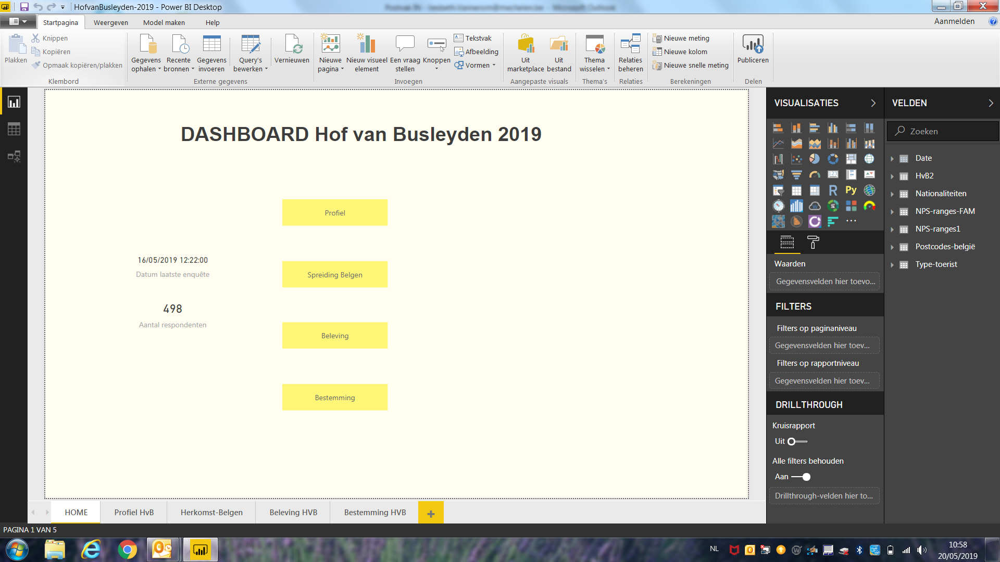 HofvanBusleyden-2019 - Power BI Desktop
Startpagina Weergeven Model maken Help Aanmelden
Plakken
Knippen
Kopiëren
Opmaak kopiëren/plakken
Klembord
Gegevens ophalen
Recente bronnen
Gegevens invoeren
Query's bewerken
Vernieuwen
Externe gegevens
Nieuwe pagina
Nieuw visueel element
Een vraag stellen
Knoppen
Tekstvak
Afbeelding
Vormen
Invoegen
Uit marketplace
Uit bestand
Aangepaste visuals
Thema wisselen
Thema's
Relaties beheren
Relaties
Nieuwe meting
Nieuwe kolom
Nieuwe snelle meting
Berekeningen
Publiceren
Delen
DASHBOARD Hof van Busleyden 2019
Profiel
16/05/2019 12:22:00
Datum laatste enquête
Spreiding Belgen
498
Aantal respondenten
Beleving
Bestemming
VISUALISATIES
R
Py
123
Waarden
Gegevensvelden hier toevo...
FILTERS
Filters op paginaniveau
Gegevensvelden hier toev...
Filters op rapportniveau
Gegevensvelden hier toev...
DRILLTHROUGH
Kruisrapport
Uit
Alle filters behouden
Aan
Drillthrough-velden hier to...
VELDEN
Zoeken
Date
HvB2
Nationaliteiten
NPS-ranges-FAM
NPS-ranges1
Postcodes-belgië
Type-toerist
HOME Profiel HvB Herkomst-Belgen Beleving HVB Bestemming HVB
PAGINA 1 VAN 5
NL
10:58
20/05/2019